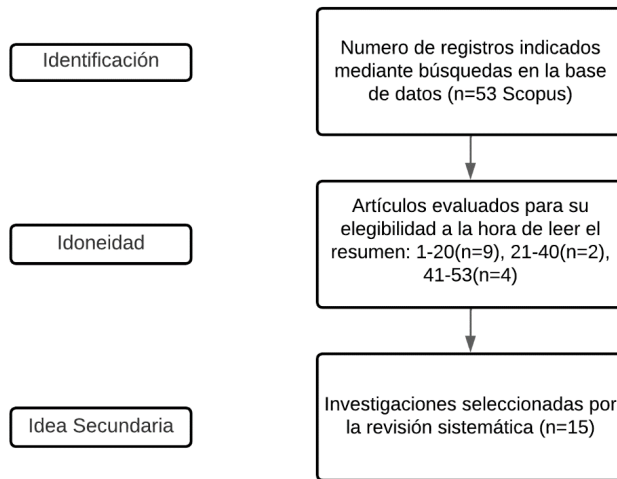 Identificación
Numero de registros indicados
mediante búsquedas en la base
de datos (n=53 Scopus)
Idoneidad
Artículos evaluados para su
elegibilidad a la hora de leer el
resumen: 1-20(n=9), 21-40(n=2),
41-53(n=4)
Idea Secundaria
Investigaciones seleccionadas por
la revisión sistemática (n=15)